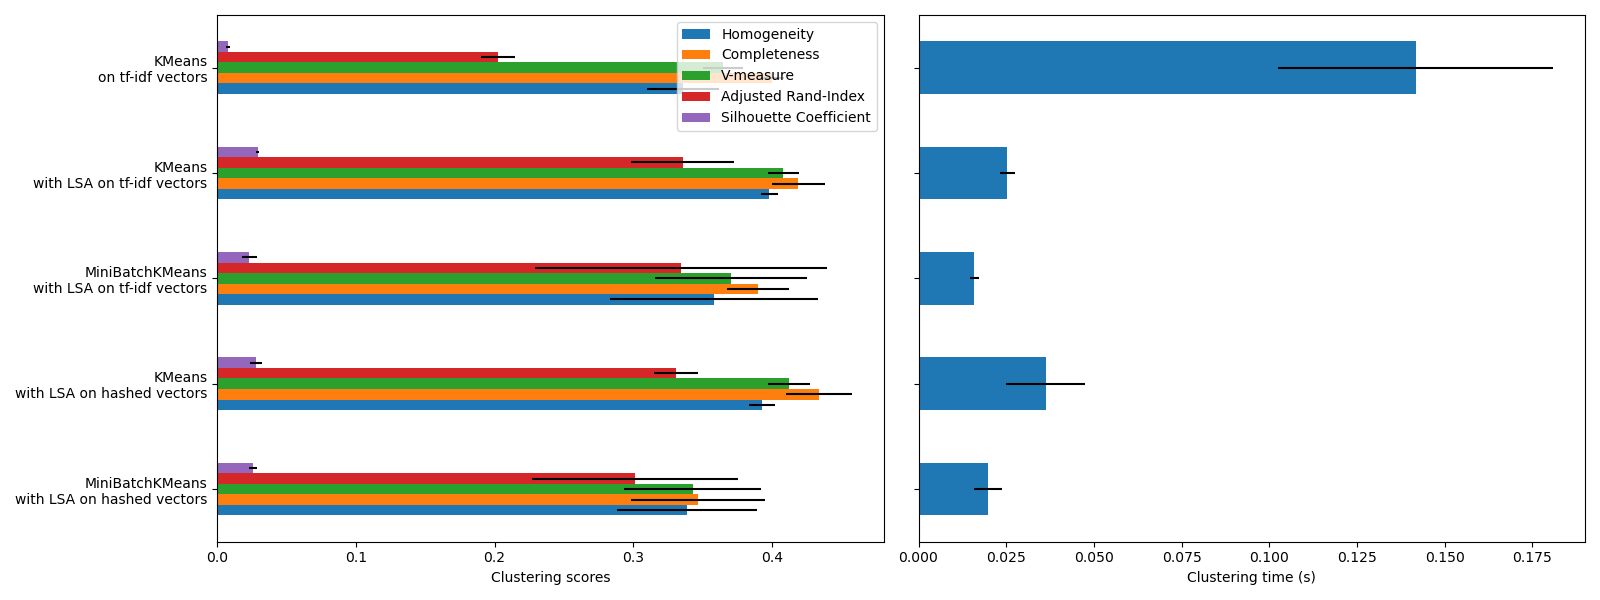 KMeans
on tf-idf vectors
KMeans
with LSA on tf-idf vectors
MiniBatchKMeans
with LSA on tf-idf vectors
KMeans
with LSA on hashed vectors
MiniBatchKMeans
with LSA on hashed vectors
Homogeneity
Completeness
V-measure
Adjusted Rand-Index
Silhouette Coefficient
0.0 0.1 0.2 0.3 0.4
Clustering scores
0.000 0.025 0.050 0.075 0.100 0.125 0.150 0.175
Clustering time (s)